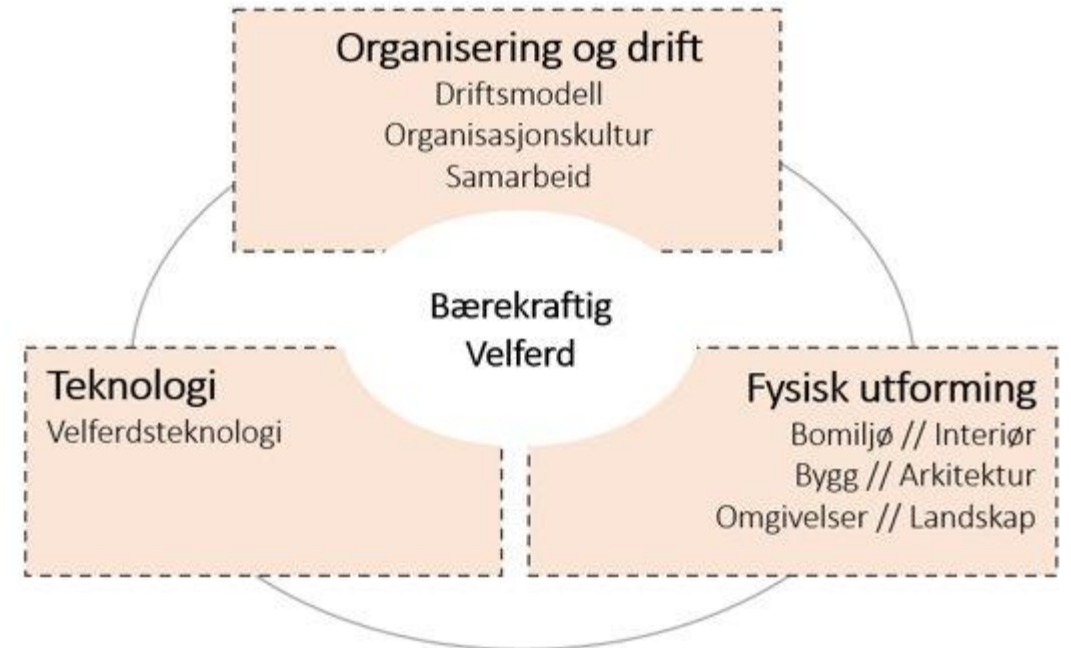 Organisering og drift
Driftsmodell
Organisasjonskultur
Samarbeid
Bærekraftig
Velferd
Teknologi
Velferdsteknologi
Fysisk utforming
Bomiljø // Interiør
Bygg // Arkitektur
Omgivelser // Landskap